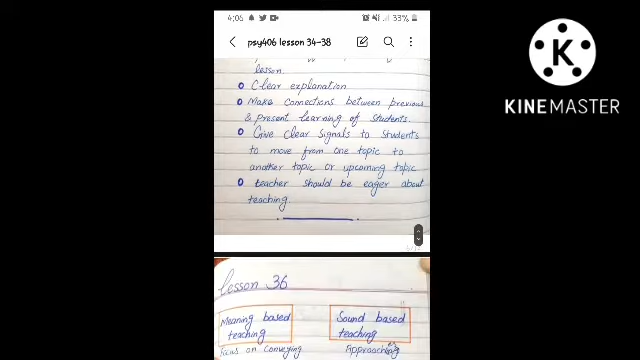 4:05
33%
psy406 lesson 34-38
lesson.
Clear explanation
Make connections between previous
& present learning of students.
Give Clear Signals to Students
to move from one topic to
another topic or upcoming topic
teacher should be eager about
teaching.
lesson 36
Meaning based
teaching
Sound based
teaching
Focus on Conveying
Approaching
KINEMASTER